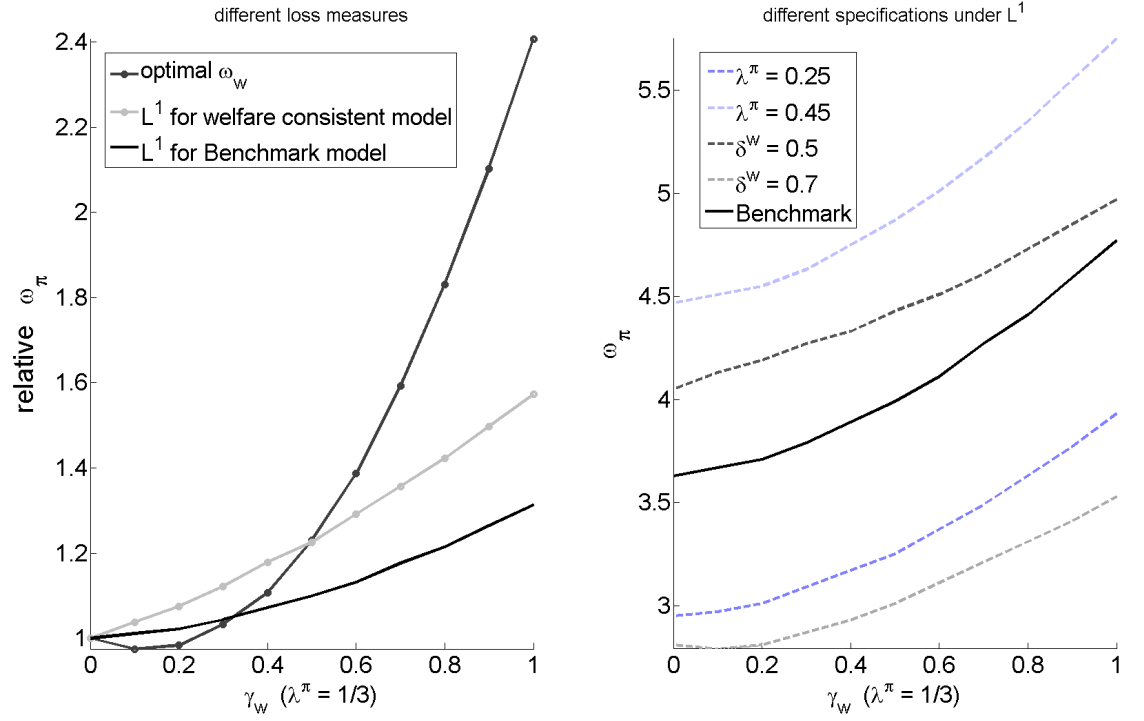 different loss measures
2.4
2.2
2
1.8
1.6
1.4
1.2
1
relative ω_π
optimal ω_w
L¹ for welfare consistent model
L¹ for Benchmark model
0 0.2 0.4 0.6 0.8 1
γ_w (λ^π = 1/3)
different specifications under L¹
5.5
5
4.5
4
3.5
3
ω_π
λ^π = 0.25
λ^π = 0.45
δ^w = 0.5
δ^w = 0.7
Benchmark
0 0.2 0.4 0.6 0.8 1
γ_w (λ^π = 1/3)